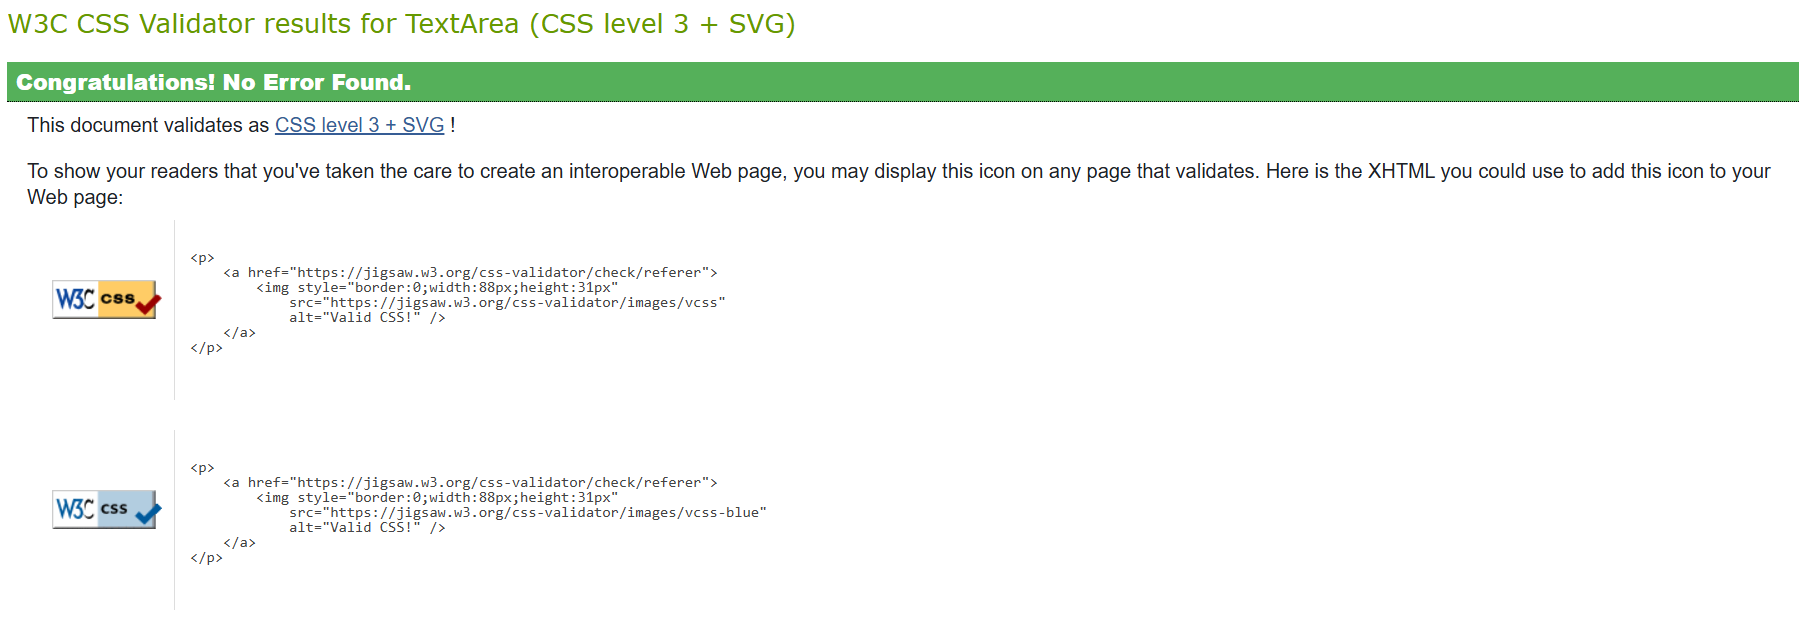 W3C CSS Validator results for TextArea (CSS level 3 + SVG)
Congratulations! No Error Found.
This document validates as CSS level 3 + SVG !
To show your readers that you've taken the care to create an interoperable Web page, you may display this icon on any page that validates. Here is the XHTML you could use to add this icon to your
Web page:
W3C css
<p>
    <a href="https://jigsaw.w3.org/css-validator/check/referer">
        <img style="border:0;width:88px;height:31px"
            src="https://jigsaw.w3.org/css-validator/images/vcss"
            alt="Valid CSS!" />
    </a>
</p>
W3C css
<p>
    <a href="https://jigsaw.w3.org/css-validator/check/referer">
        <img style="border:0;width:88px;height:31px"
            src="https://jigsaw.w3.org/css-validator/images/vcss-blue"
            alt="Valid CSS!" />
    </a>
</p>